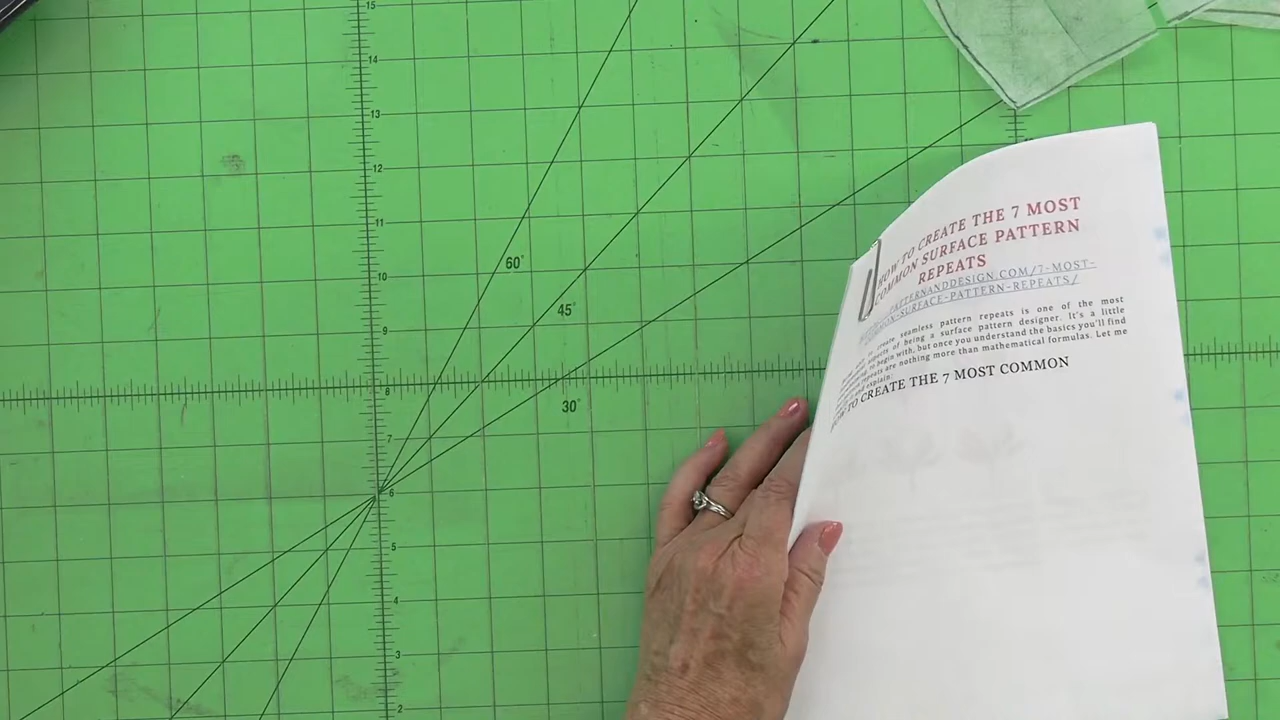 15
14
13
12
11
10
9
8
7
6
5
4
3
2
60°
45°
30°
HOW TO CREATE THE 7 MOST
COMMON SURFACE PATTERN
REPEATS
PATTERNANDDESIGN.COM/7-MOST-
COMMON-SURFACE-PATTERN-REPEATS/
to create seamless pattern repeats is one of the most
aspects of being a surface pattern designer. It's a little
to begin with, but once you understand the basics you'll find
repeats are nothing more than mathematical formulas. Let me
explain:
HOW TO CREATE THE 7 MOST COMMON